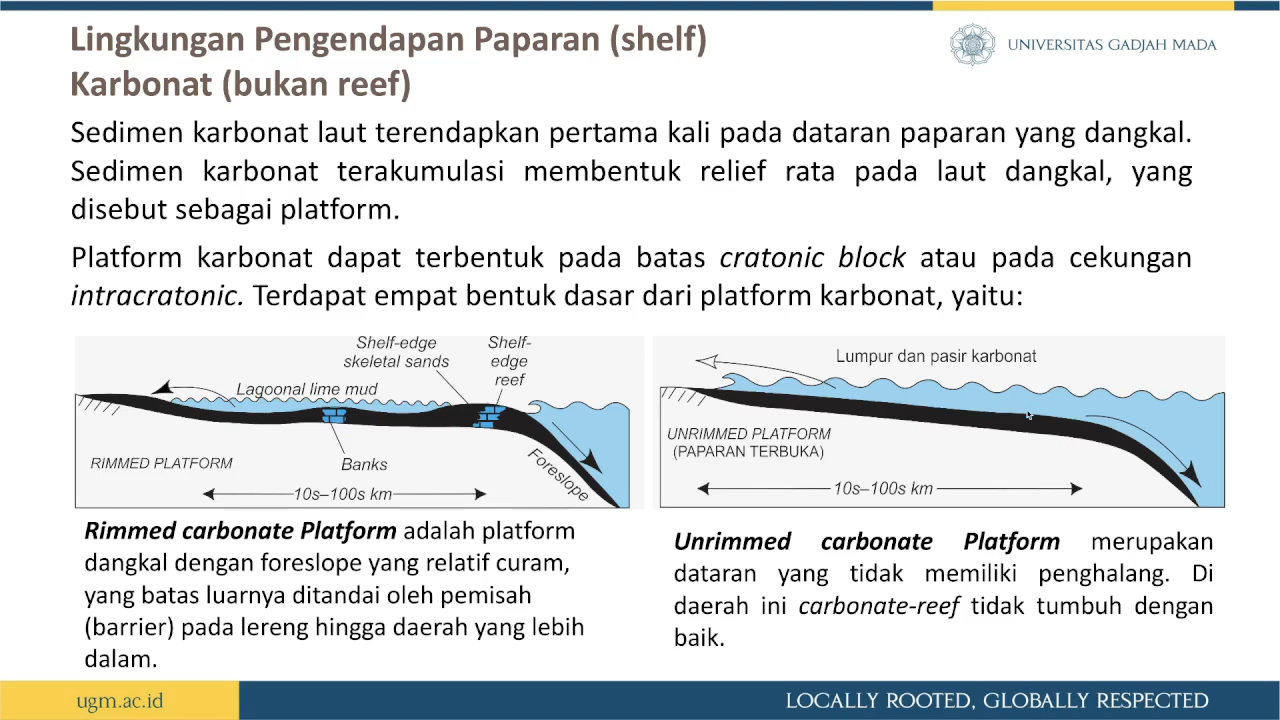 Lingkungan Pengendapan Paparan (shelf)
Karbonat (bukan reef)
UNIVERSITAS GADJAH MADA
Sedimen karbonat laut terendapkan pertama kali pada dataran paparan yang dangkal.
Sedimen karbonat terakumulasi membentuk relief rata pada laut dangkal, yang
disebut sebagai platform.
Platform karbonat dapat terbentuk pada batas cratonic block atau pada cekungan
intracratonic. Terdapat empat bentuk dasar dari platform karbonat, yaitu:
Shelf-edge
skeletal sands
Shelf-
edge
reef
Lagoonal lime mud
RIMMED PLATFORM
Banks
Foreslope
10s–100s km
Lumpur dan pasir karbonat
UNRIMMED PLATFORM
(PAPARAN TERBUKA)
10s–100s km
Rimmed carbonate Platform adalah platform
dangkal dengan foreslope yang relatif curam,
yang batas luarnya ditandai oleh pemisah
(barrier) pada lereng hingga daerah yang lebih
dalam.
Unrimmed carbonate Platform merupakan
dataran yang tidak memiliki penghalang. Di
daerah ini carbonate-reef tidak tumbuh dengan
baik.
ugm.ac.id
LOCALLY ROOTED, GLOBALLY RESPECTED